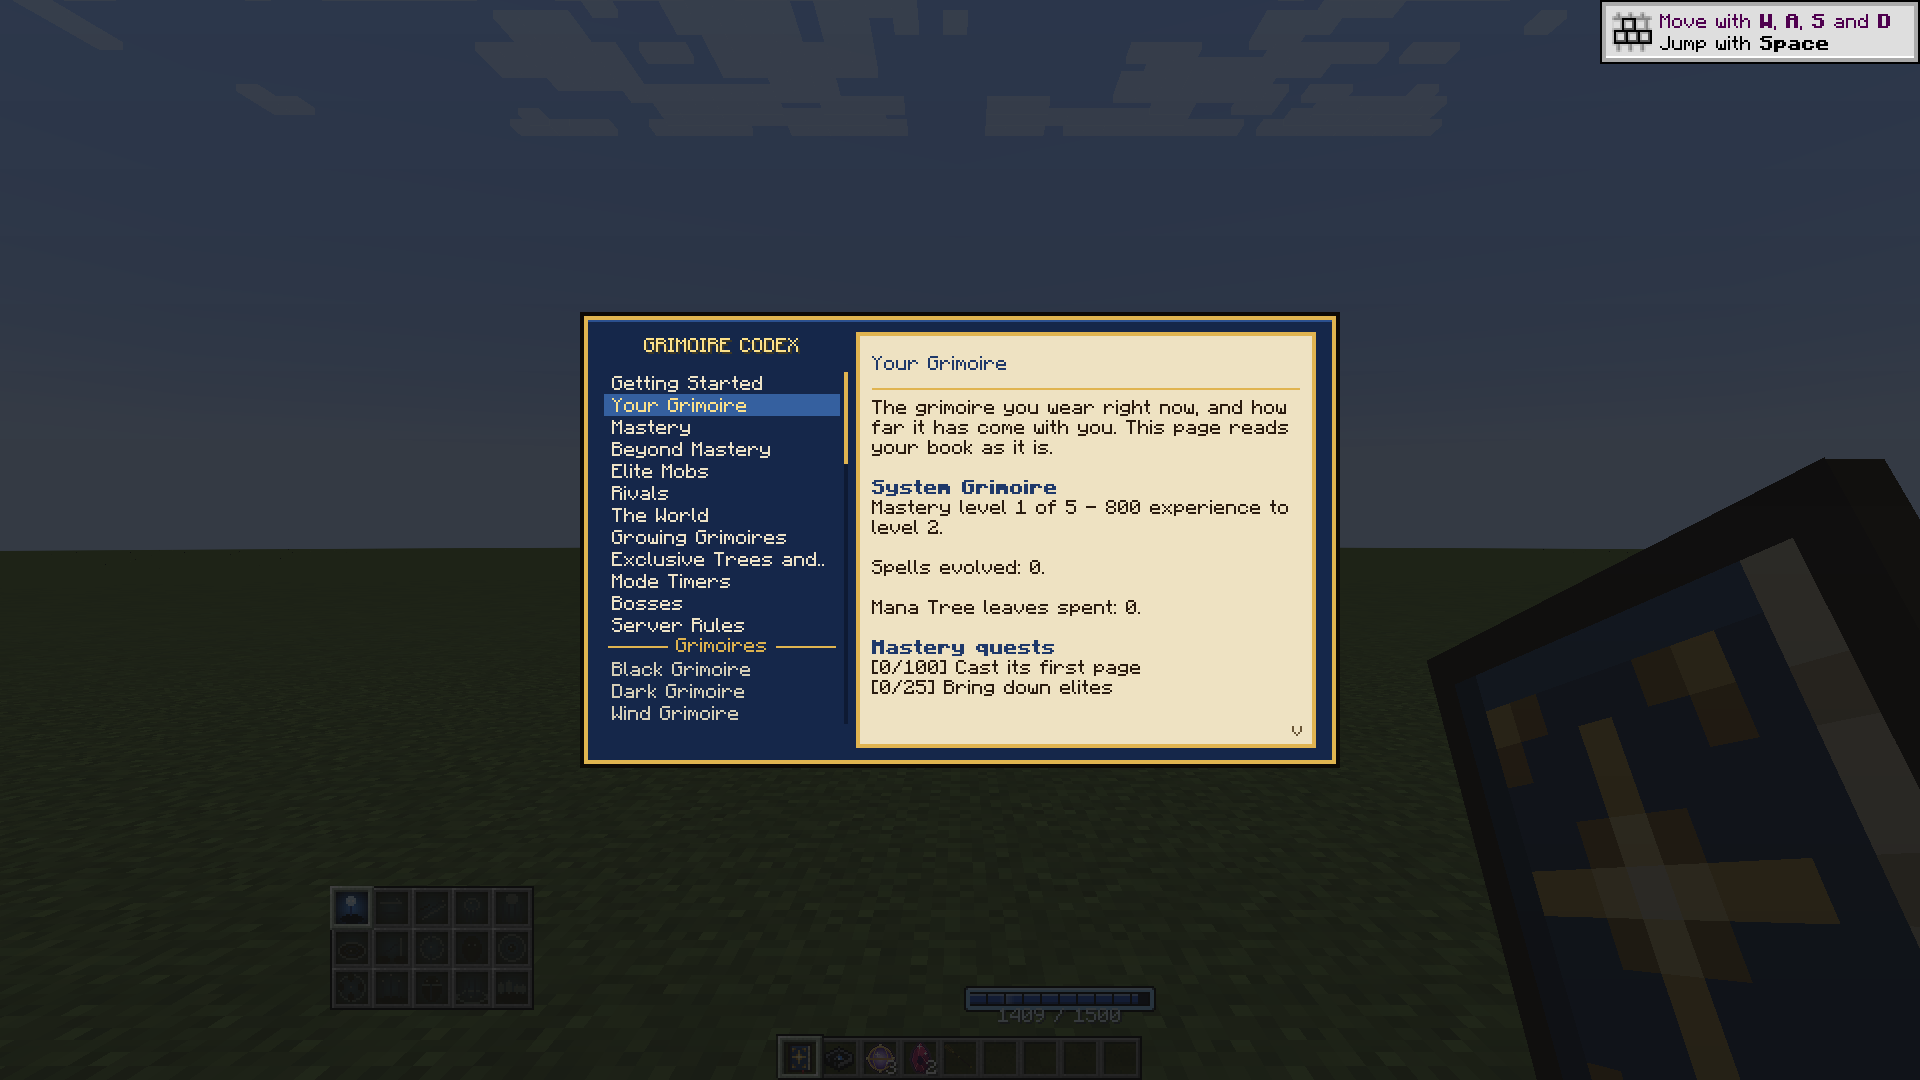 Move with W, A, S and D
Jump with Space
GRIMOIRE CODEX
Getting Started
Your Grimoire
Mastery
Beyond Mastery
Elite Mobs
Rivals
The World
Growing Grimoires
Exclusive Trees and..
Mode Timers
Bosses
Server Rules
Grimoires
Black Grimoire
Dark Grimoire
Wind Grimoire
Your Grimoire
The grimoire you wear right now, and how
far it has come with you. This page reads
your book as it is.
System Grimoire
Mastery level 1 of 5 - 800 experience to
level 2.
Spells evolved: 0.
Mana Tree leaves spent: 0.
Mastery quests
[0/100] Cast its first page
[0/25] Bring down elites
v
1409 / 1500
3
2